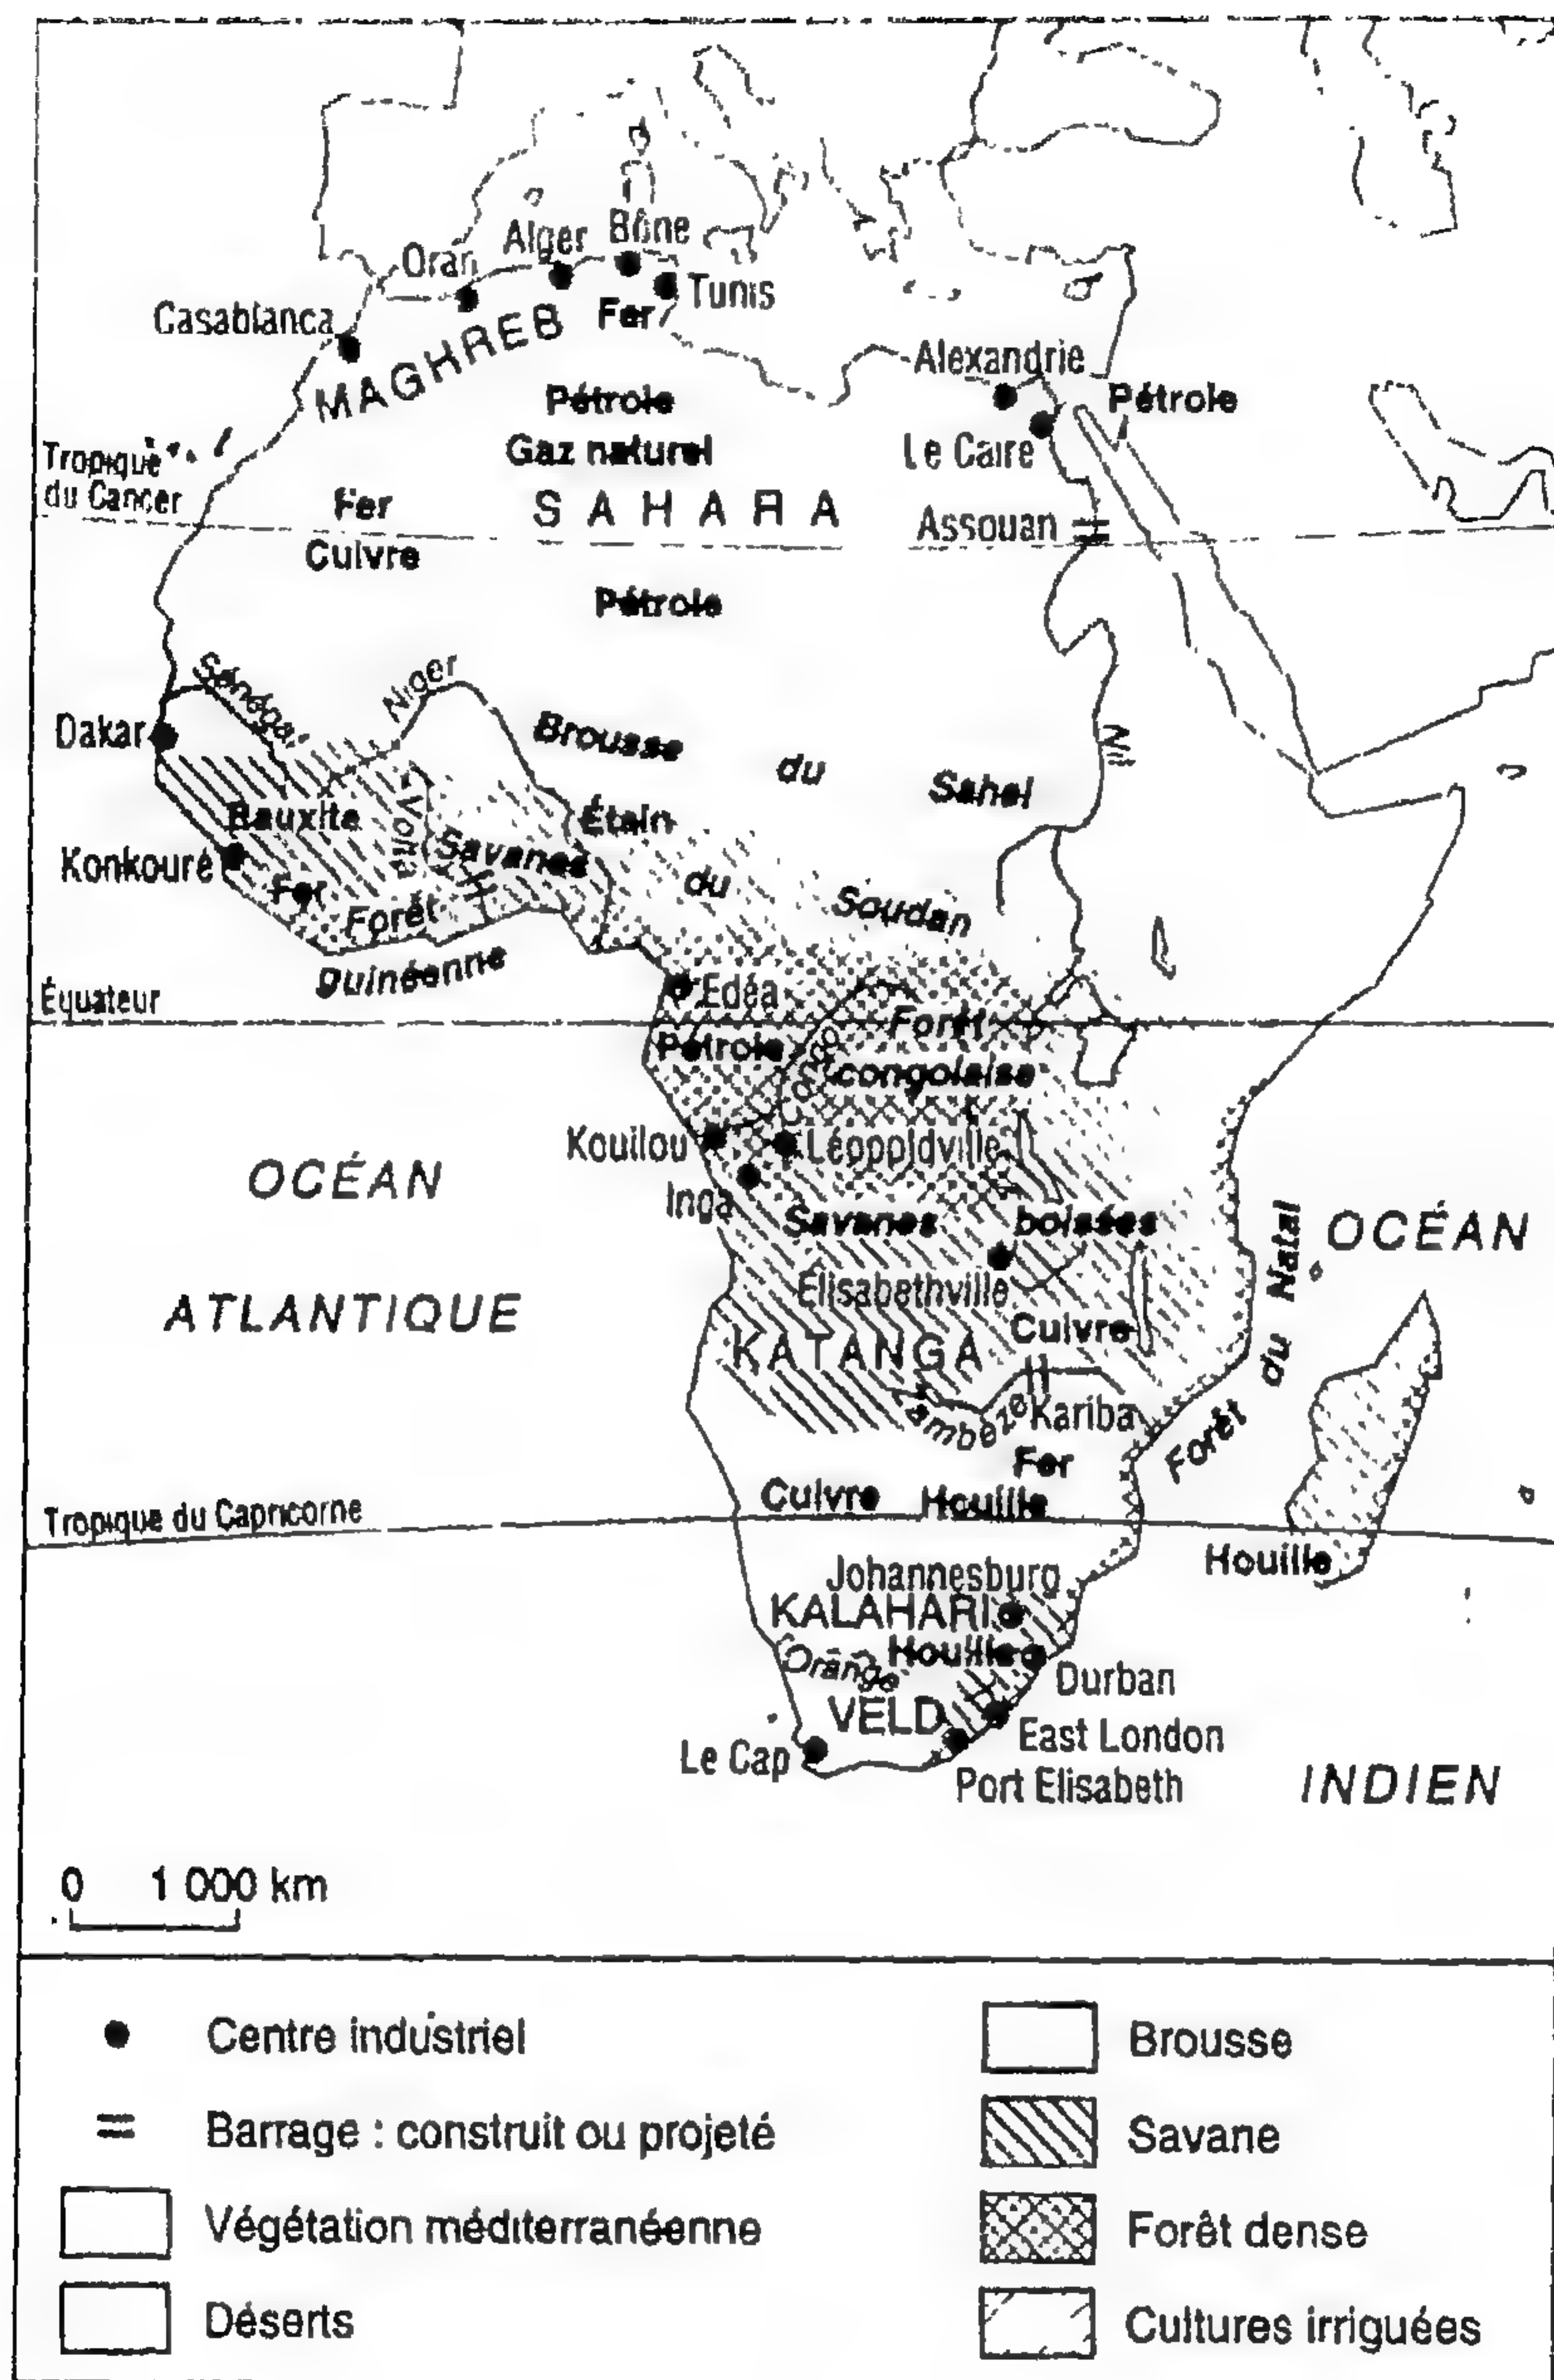 Oran
Alger
Bône
Tunis
Casablanca
MAGHREB
Fer
Alexandrie
Pétrole
Pétrole
Le Caire
Gaz naturel
Tropique
du Cancer
Fer
SAHARA
Assouan
Cuivre
Pétrole
Sénégal
Niger
Dakar
Brousse du Sahel
Nil
Bauxite
Volta
Étain
Konkouré
Savanes du Soudan
Fer
Forêt
Guinéenne
Équateur
Edéa
Forêt
Pétrole
Congo
congolaise
Kouilou
Léopoldville
OCÉAN
Inga
Savanes boisées
OCÉAN
Elisabethville
ATLANTIQUE
Cuivre
KATANGA
Forêt du Natal
Zambèze
Kariba
Fer
Cuivre
Houille
Tropique du Capricorne
Houille
Johannesburg
KALAHARI
Houille
Orange
Durban
VELD
East London
Le Cap
Port Elisabeth
INDIEN
0 1 000 km
Centre industriel
Barrage : construit ou projeté
Végétation méditerranéenne
Déserts
Brousse
Savane
Forêt dense
Cultures irriguées